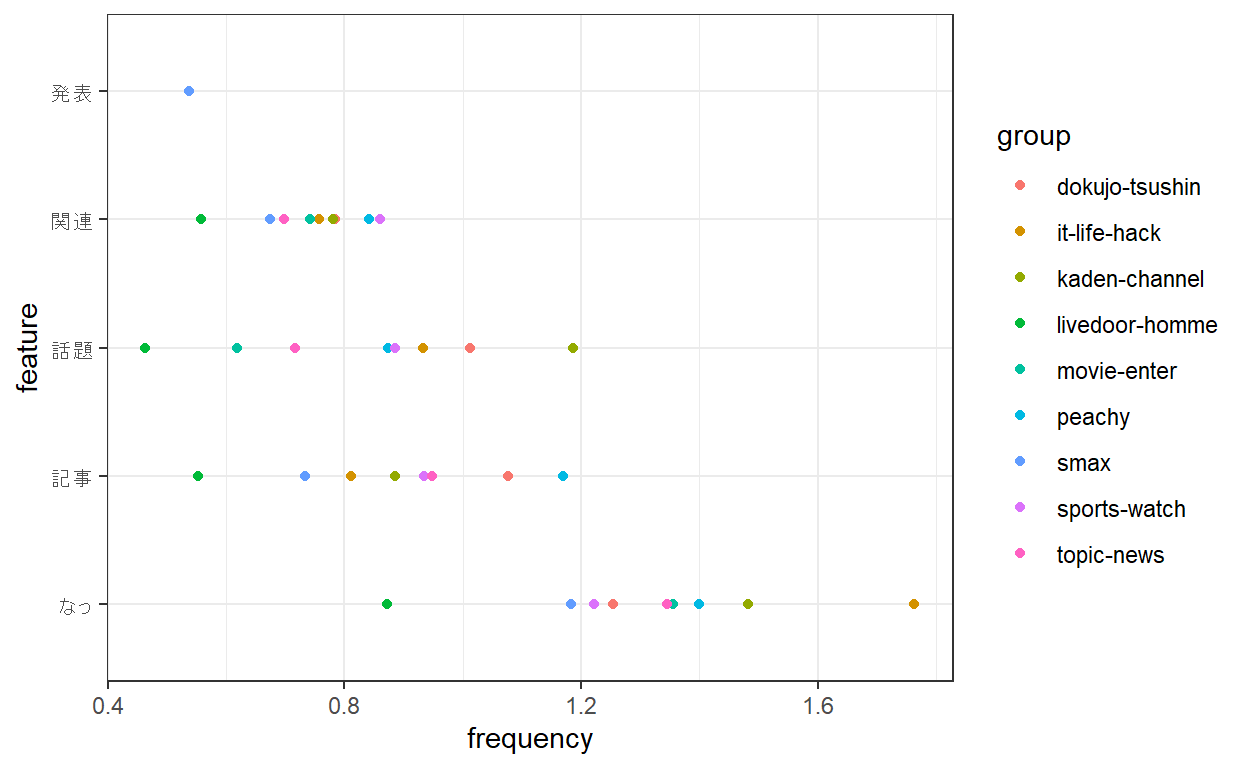 発表
関連
話題
記事
なっ
feature
0.4
0.8
1.2
1.6
frequency
group
dokujo-tsushin
it-life-hack
kaden-channel
livedoor-homme
movie-enter
peachy
smax
sports-watch
topic-news